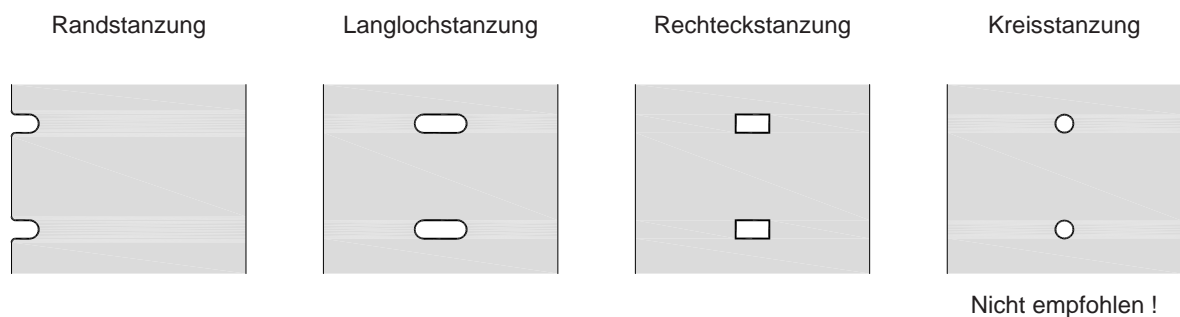 Randstanzung Langlochstanzung Rechteckstanzung Kreisstanzung
Nicht empfohlen !